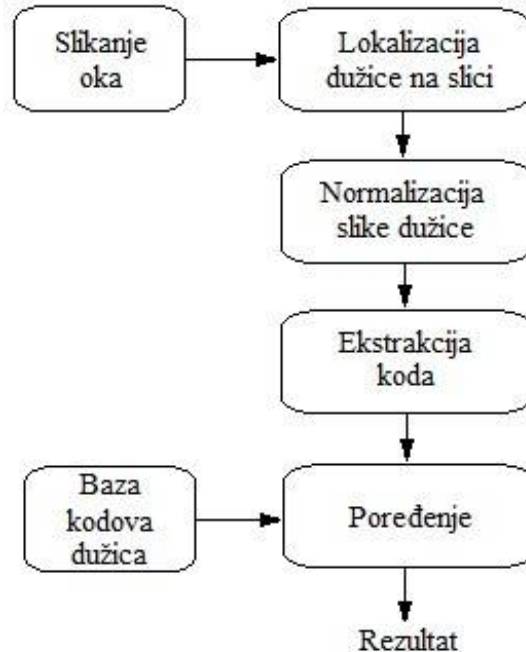 Slikanje
oka
Lokalizacija
dužice na slici
Normalizacija
slike dužice
Ekstrakcija
koda
Baza
kodova
dužica
Poređenje
Rezultat